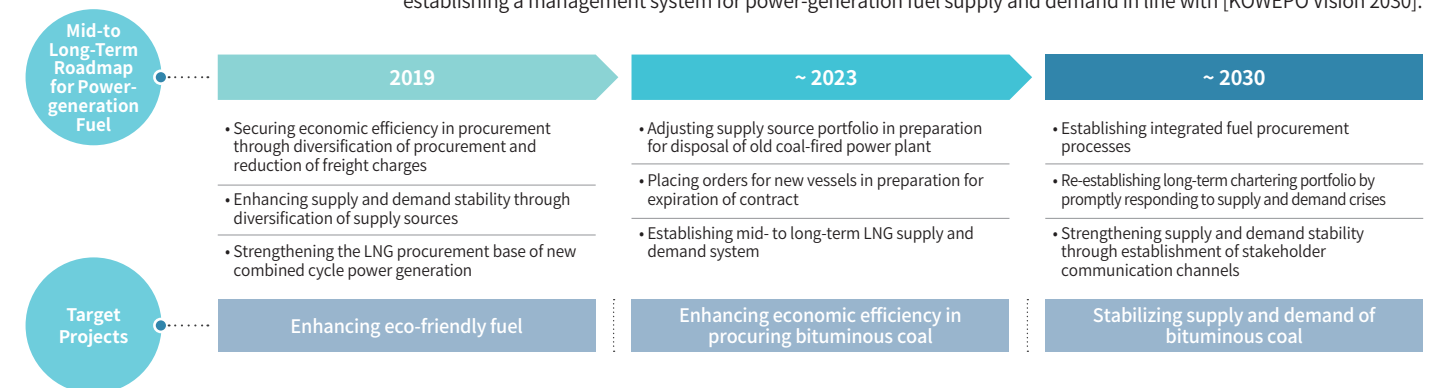 establishing a management system for power-generation fuel supply and demand in line with [KOWEPO Vision 2030].
Mid-to
Long-Term
Roadmap
for Power-
generation
Fuel
2019
• Securing economic efficiency in procurement
through diversification of procurement and
reduction of freight charges
• Enhancing supply and demand stability through
diversification of supply sources
• Strengthening the LNG procurement base of new
combined cycle power generation
~ 2023
• Adjusting supply source portfolio in preparation
for disposal of old coal-fired power plant
• Placing orders for new vessels in preparation for
expiration of contract
• Establishing mid- to long-term LNG supply and
demand system
~ 2030
• Establishing integrated fuel procurement
processes
• Re-establishing long-term chartering portfolio by
promptly responding to supply and demand crises
• Strengthening supply and demand stability
through establishment of stakeholder
communication channels
Target
Projects
Enhancing eco-friendly fuel
Enhancing economic efficiency in
procuring bituminous coal
Stabilizing supply and demand of
bituminous coal